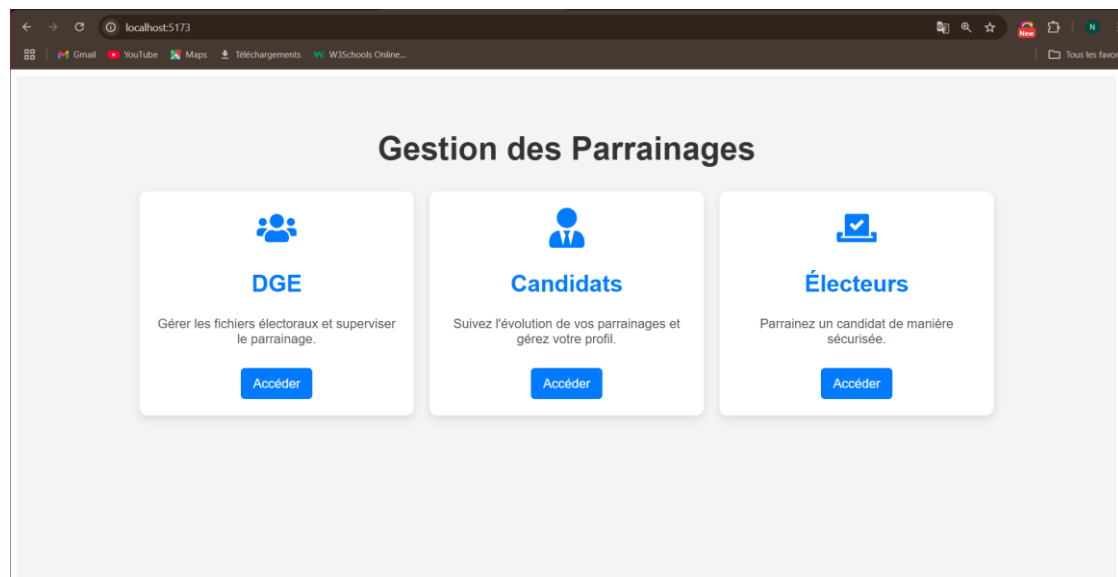 localhost:5173
New
N
Gmail
YouTube
Maps
Téléchargements
W3Schools Online...
Tous les favor
Gestion des Parrainages
DGE
Gérer les fichiers électoraux et superviser
le parrainage.
Accéder
Candidats
Suivez l'évolution de vos parrainages et
gérez votre profil.
Accéder
Électeurs
Parrainez un candidat de manière
sécurisée.
Accéder